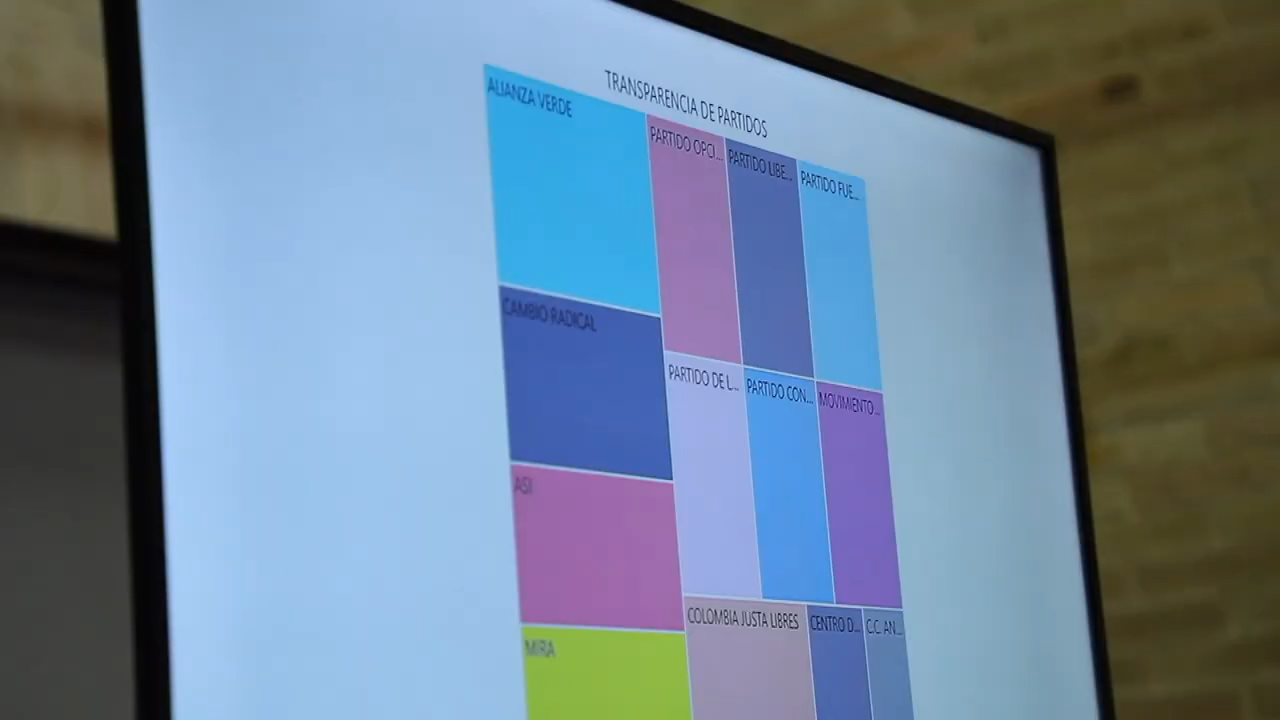 TRANSPARENCIA DE PARTIDOS
ALIANZA VERDE
PARTIDO OPCI...
PARTIDO LIBE...
PARTIDO FUE...
CAMBIO RADICAL
PARTIDO DE L...
PARTIDO CON...
MOVIMIENTO...
ASI
COLOMBIA JUSTA LIBRES
CENTRO D...
C.C. AN...
MIRA